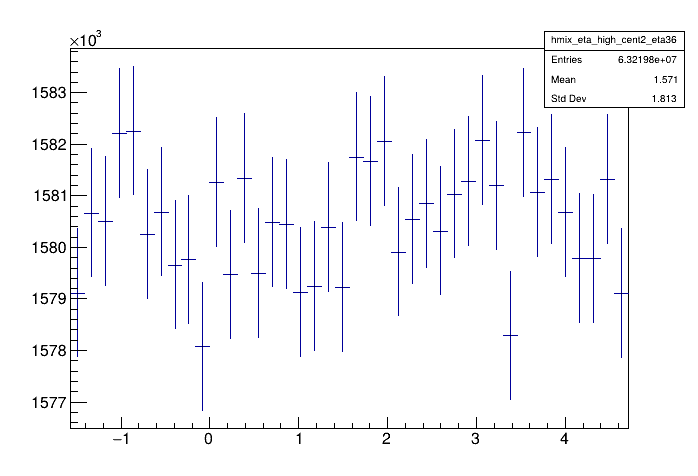 ×10³
hmix_eta_high_cent2_eta36
Entries 6.32198e+07
Mean 1.571
Std Dev 1.813
1583
1582
1581
1580
1579
1578
1577
−1 0 1 2 3 4